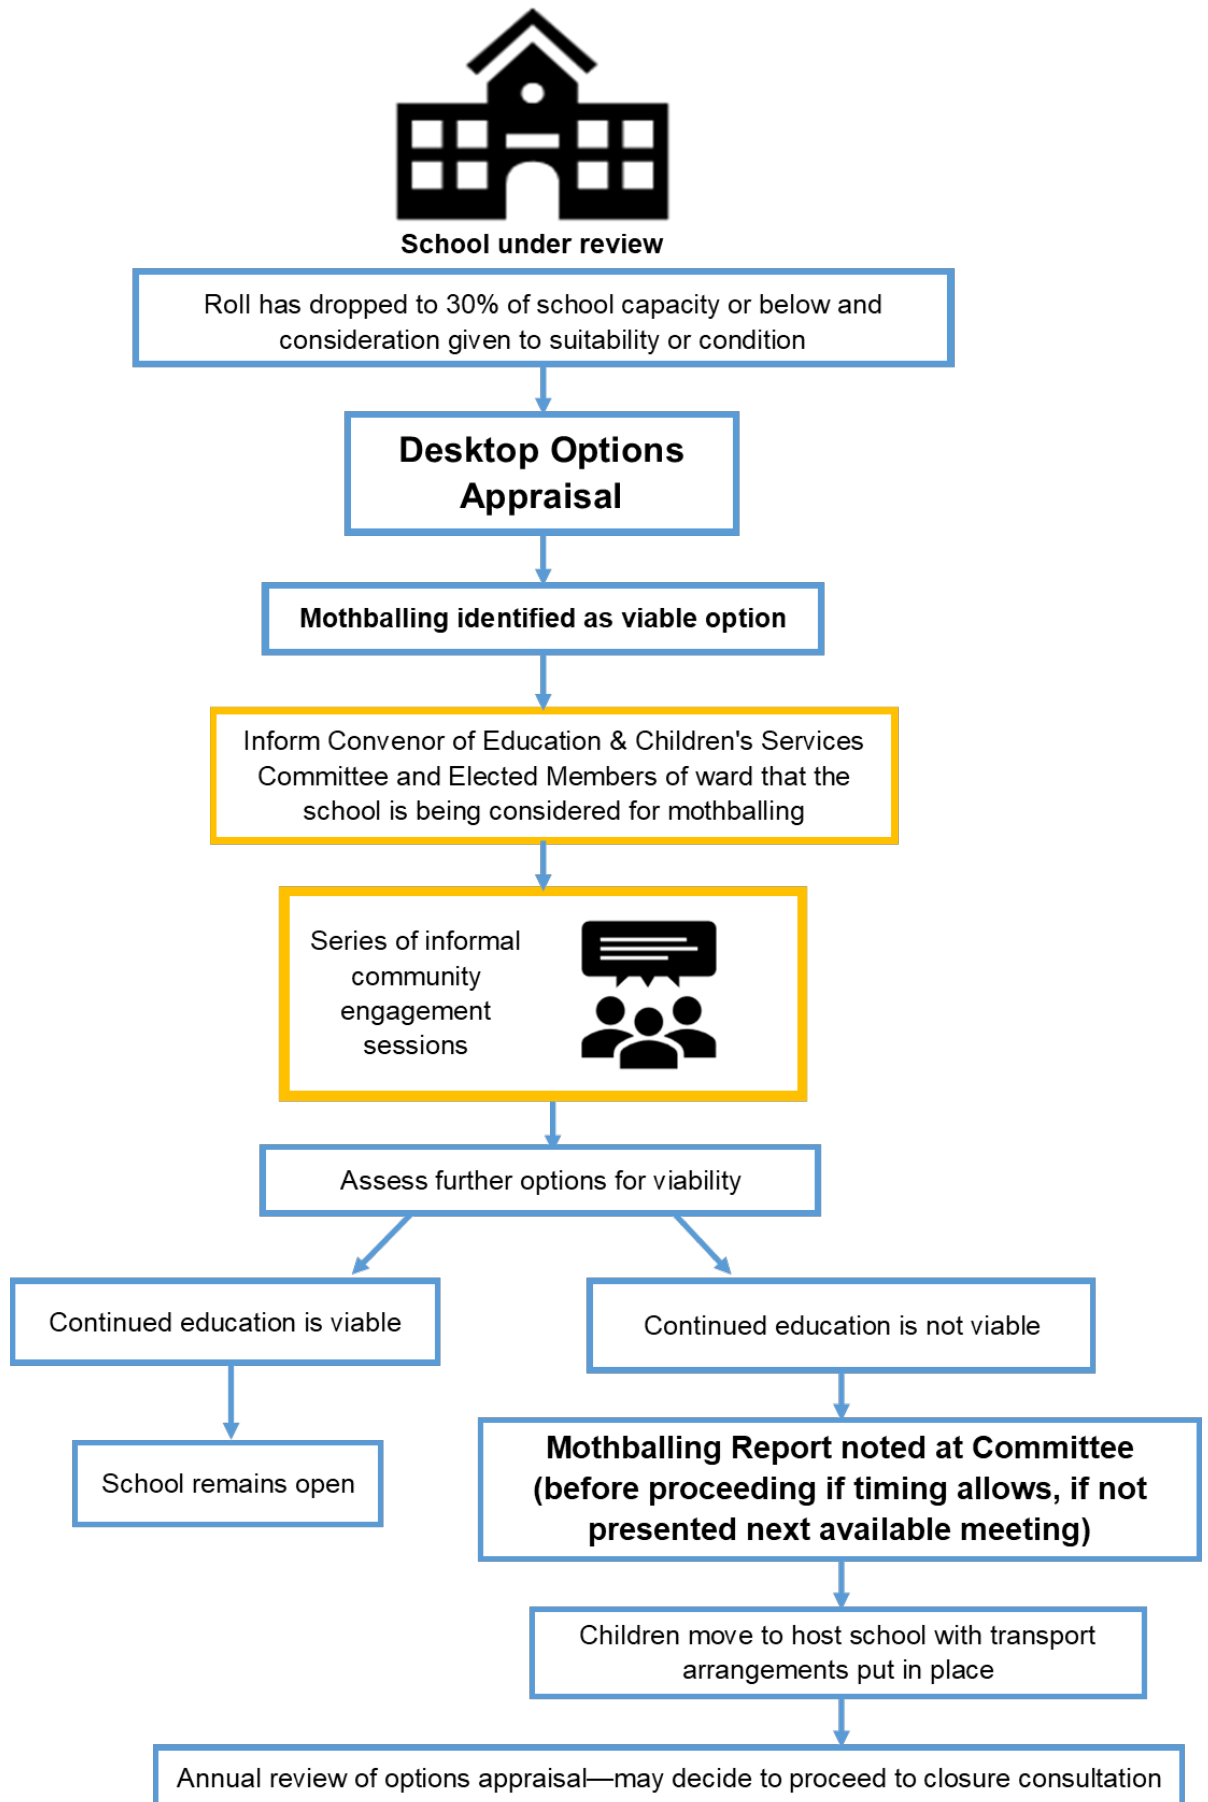 School under review
Roll has dropped to 30% of school capacity or below and
consideration given to suitability or condition
Desktop Options
Appraisal
Mothballing identified as viable option
Inform Convenor of Education & Children's Services
Committee and Elected Members of ward that the
school is being considered for mothballing
Series of informal
community
engagement
sessions
Assess further options for viability
Continued education is viable
Continued education is not viable
School remains open
Mothballing Report noted at Committee
(before proceeding if timing allows, if not
presented next available meeting)
Children move to host school with transport
arrangements put in place
Annual review of options appraisal—may decide to proceed to closure consultation